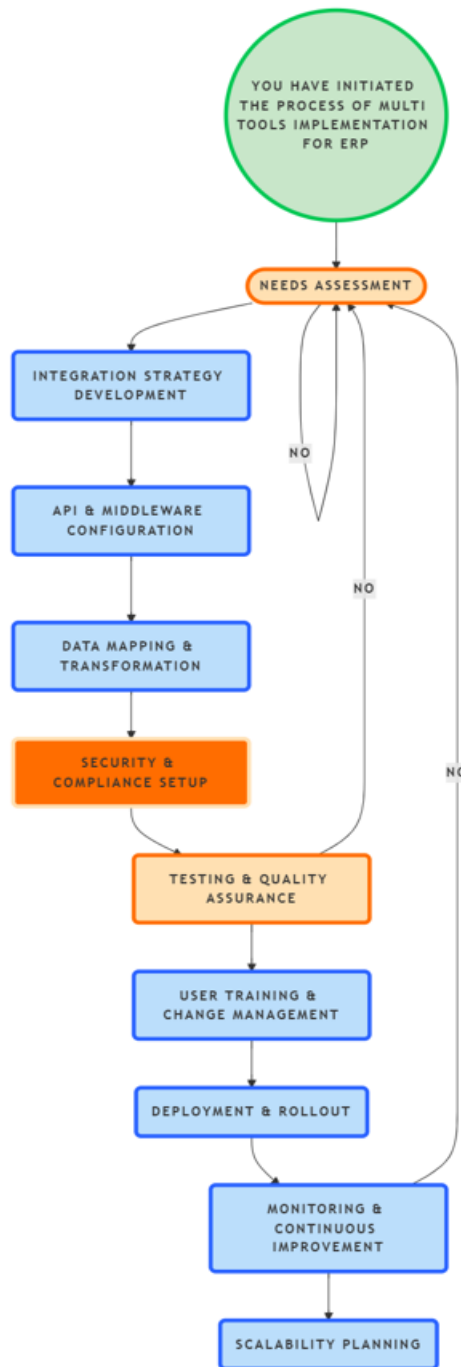 YOU HAVE INITIATED
THE PROCESS OF MULTI
TOOLS IMPLEMENTATION
FOR ERP
NEEDS ASSESSMENT
INTEGRATION STRATEGY
DEVELOPMENT
NO
API & MIDDLEWARE
CONFIGURATION
NO
DATA MAPPING &
TRANSFORMATION
SECURITY &
COMPLIANCE SETUP
NO
TESTING & QUALITY
ASSURANCE
USER TRAINING &
CHANGE MANAGEMENT
DEPLOYMENT & ROLLOUT
MONITORING &
CONTINUOUS
IMPROVEMENT
SCALABILITY PLANNING